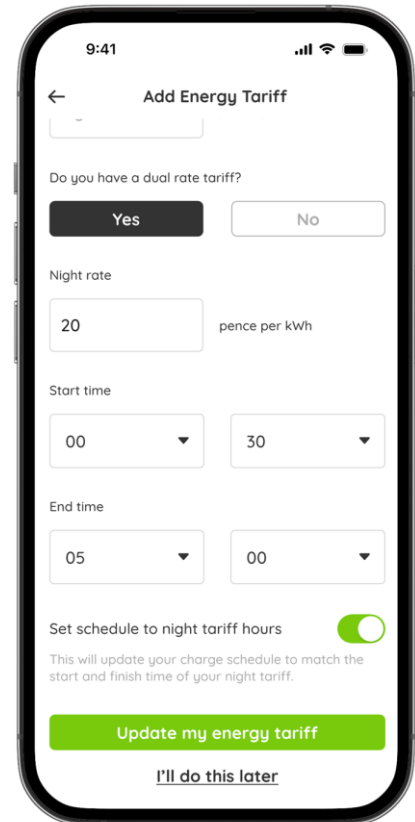 9:41
Add Energy Tariff
Do you have a dual rate tariff?
Yes No
Night rate
20 pence per kWh
Start time
00 30
End time
05 00
Set schedule to night tariff hours
This will update your charge schedule to match the
start and finish time of your night tariff.
Update my energy tariff
I'll do this later